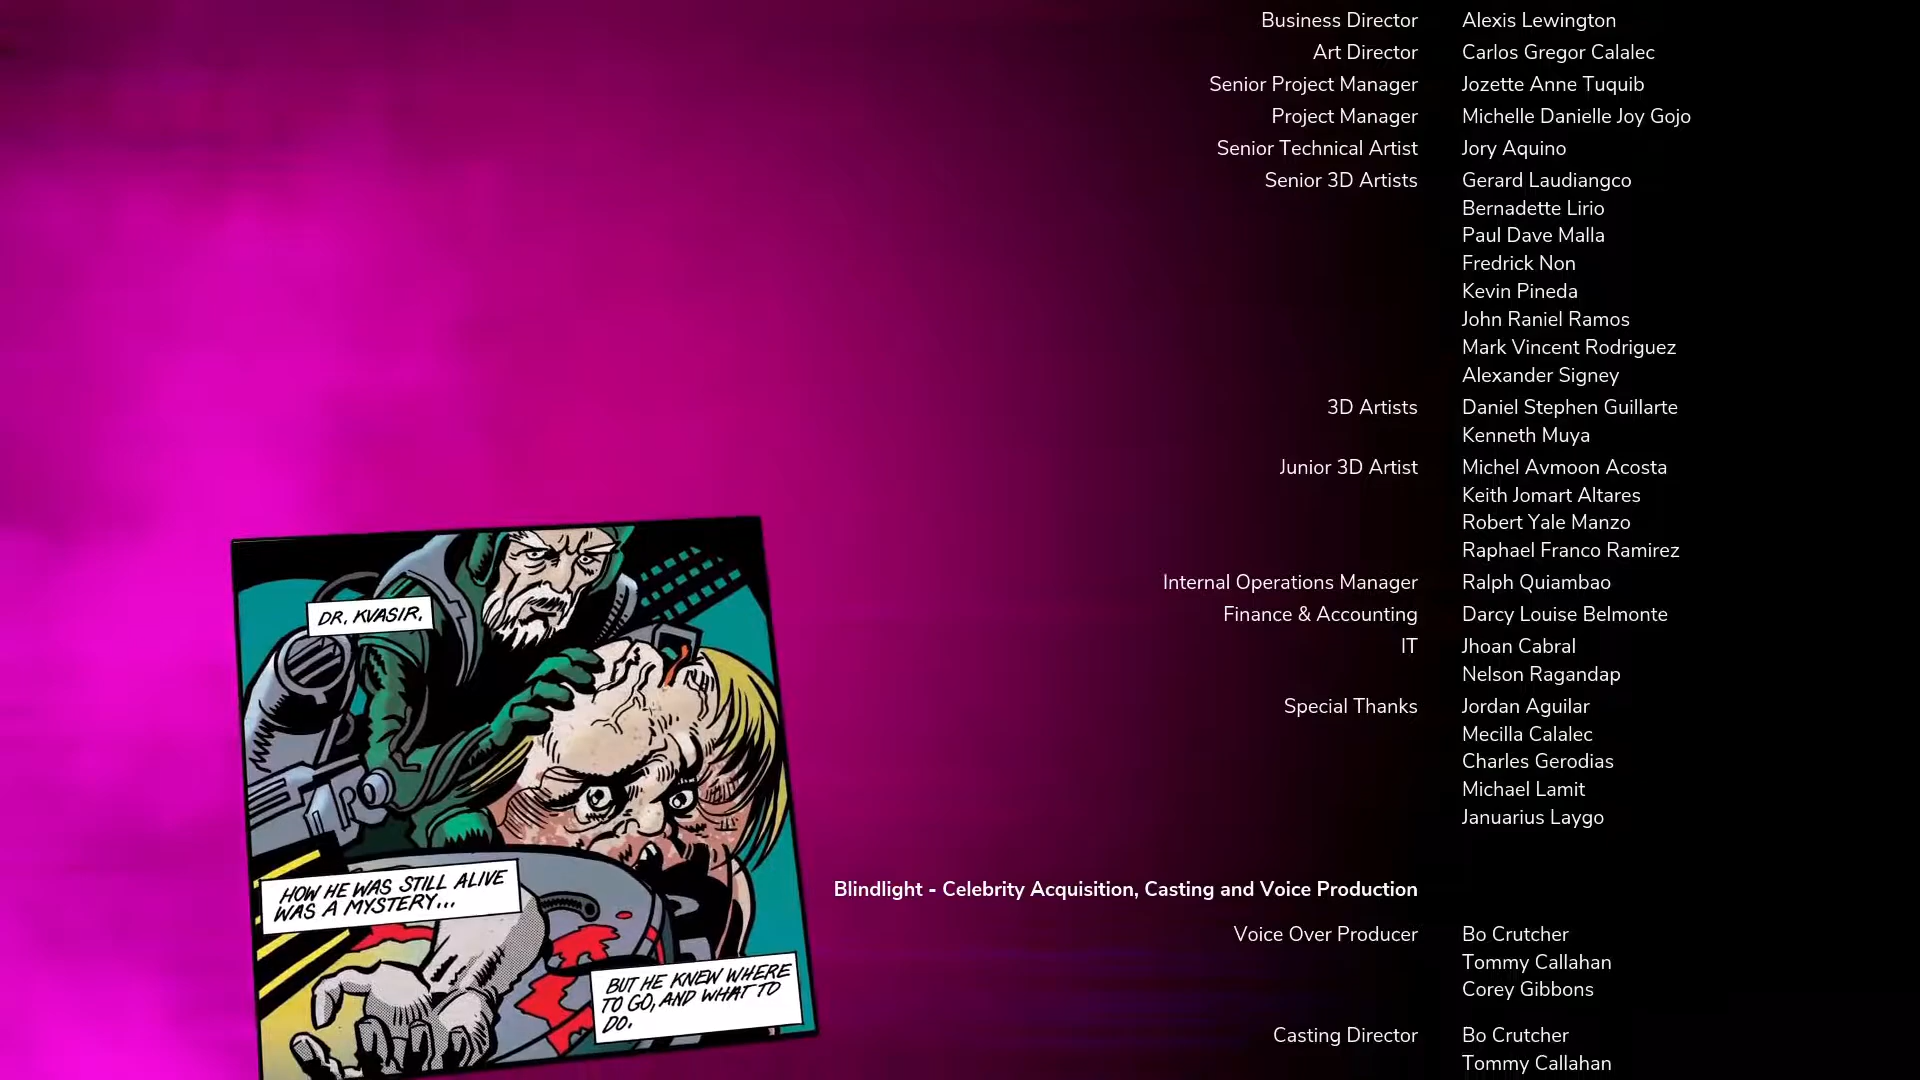 Business Director Alexis Lewington
Art Director Carlos Gregor Calalec
Senior Project Manager Jozette Anne Tuquib
Project Manager Michelle Danielle Joy Gojo
Senior Technical Artist Jory Aquino
Senior 3D Artists Gerard Laudiangco
Bernadette Lirio
Paul Dave Malla
Fredrick Non
Kevin Pineda
John Raniel Ramos
Mark Vincent Rodriguez
Alexander Signey
3D Artists Daniel Stephen Guillarte
Kenneth Muya
Junior 3D Artist Michel Avmoon Acosta
Keith Jomart Altares
Robert Yale Manzo
Raphael Franco Ramirez
Internal Operations Manager Ralph Quiambao
Finance & Accounting Darcy Louise Belmonte
IT Jhoan Cabral
Nelson Ragandap
Special Thanks Jordan Aguilar
Mecilla Calalec
Charles Gerodias
Michael Lamit
Januarius Laygo
Blindlight - Celebrity Acquisition, Casting and Voice Production
Voice Over Producer Bo Crutcher
Tommy Callahan
Corey Gibbons
Casting Director Bo Crutcher
Tommy Callahan
DR. KVASIR,
HOW HE WAS STILL ALIVE
WAS A MYSTERY...
BUT HE KNEW WHERE
TO GO, AND WHAT TO
DO.